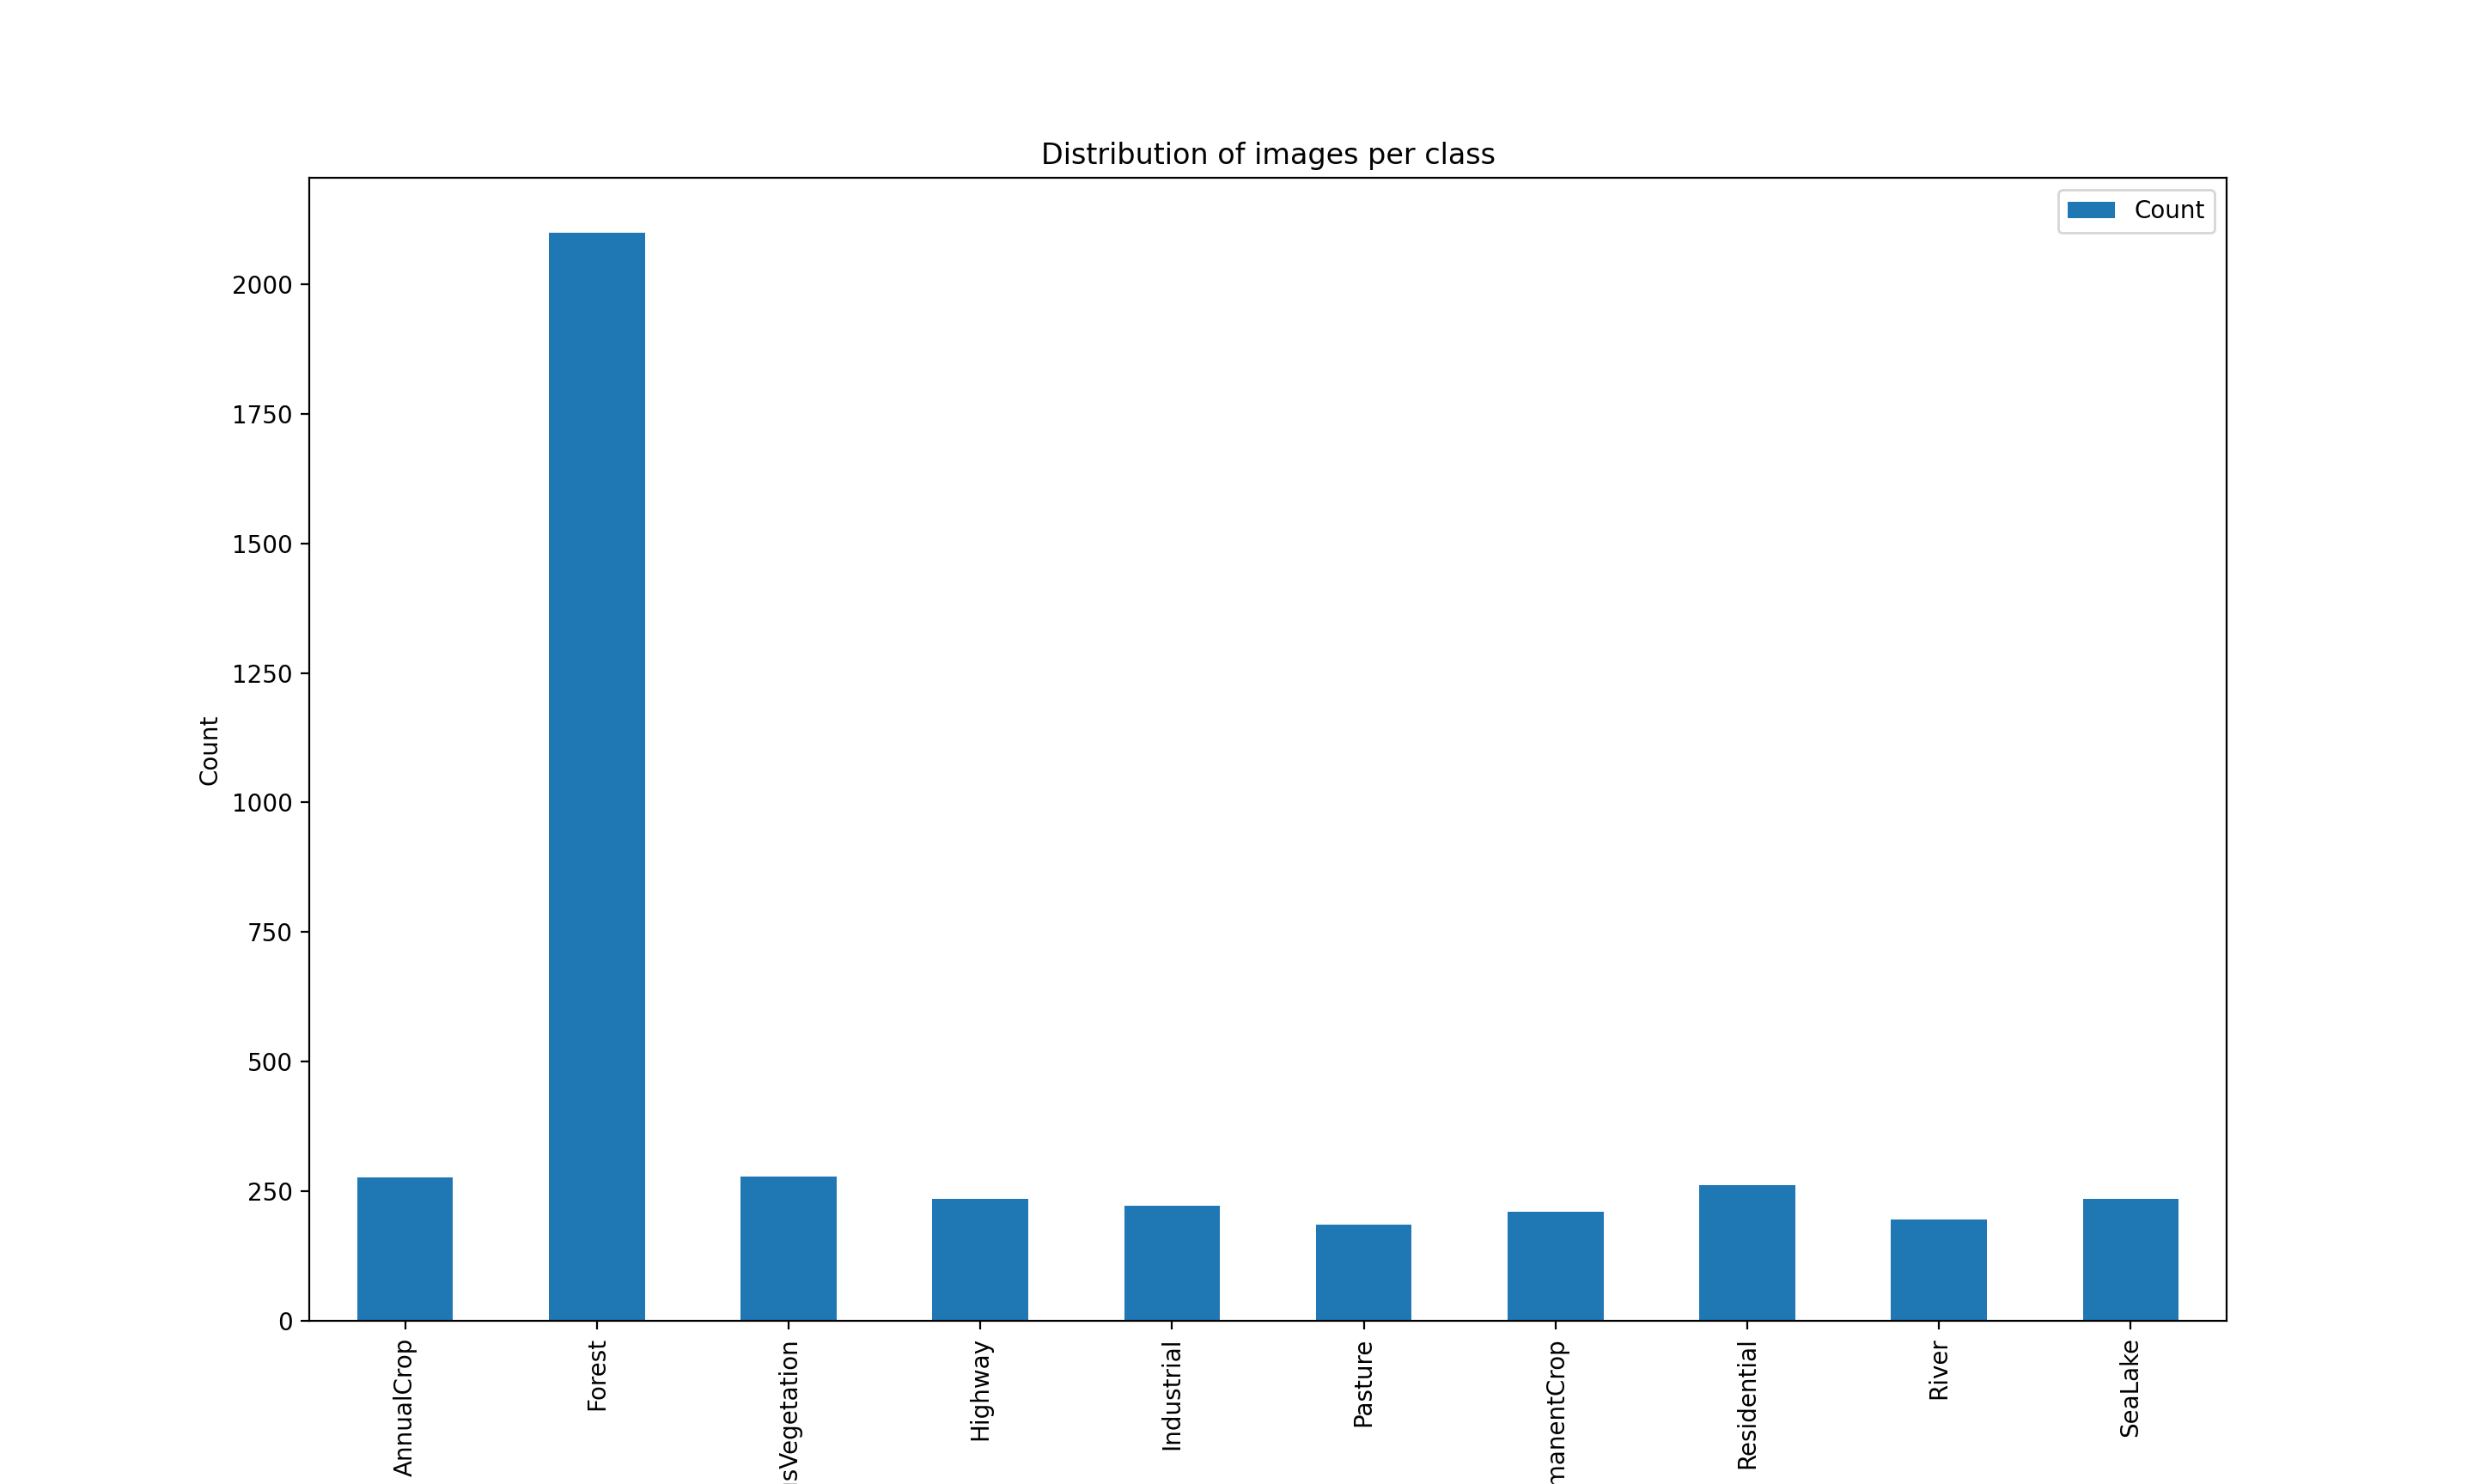 Distribution of images per class
Count
2000
1750
1500
1250
1000
750
500
250
0
Count
AnnualCrop
Forest
sVegetation
Highway
Industrial
Pasture
manentCrop
Residential
River
SeaLake